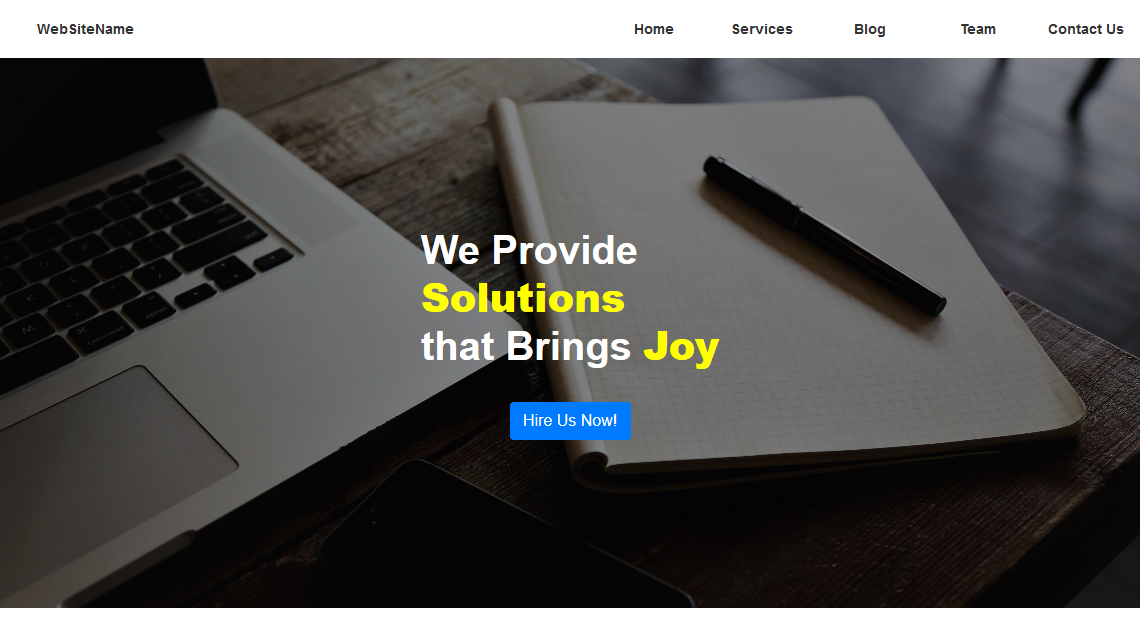 WebSiteName Home Services Blog Team Contact Us
We Provide
Solutions
that Brings Joy
Hire Us Now!